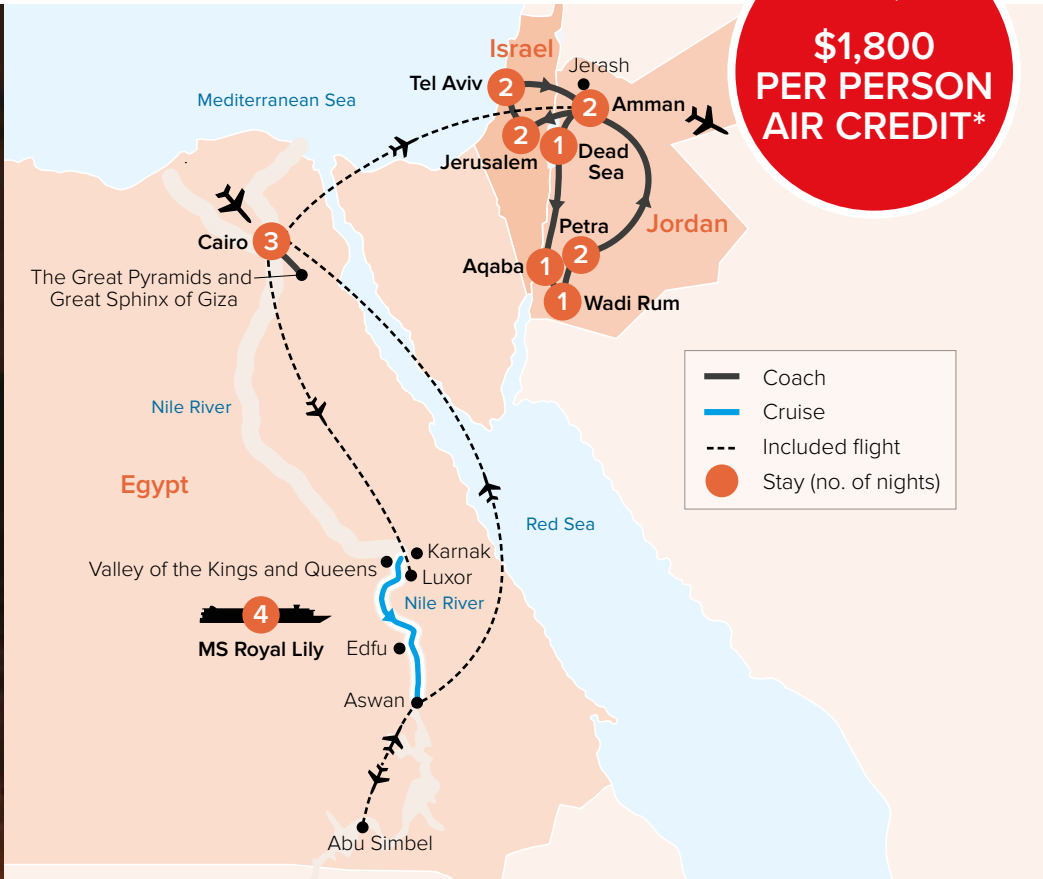 $1,800
PER PERSON
AIR CREDIT*
Israel
Jerash
Tel Aviv
2
2
Amman
Mediterranean Sea
2
1
Jerusalem
Dead
Sea
Petra
Jordan
Cairo
3
2
Aqaba
1
The Great Pyramids and
Great Sphinx of Giza
1
Wadi Rum
Coach
Nile River
Cruise
Included flight
Egypt
Stay (no. of nights)
Red Sea
Karnak
Valley of the Kings and Queens
Luxor
Nile River
4
MS Royal Lily
Edfu
Aswan
Abu Simbel